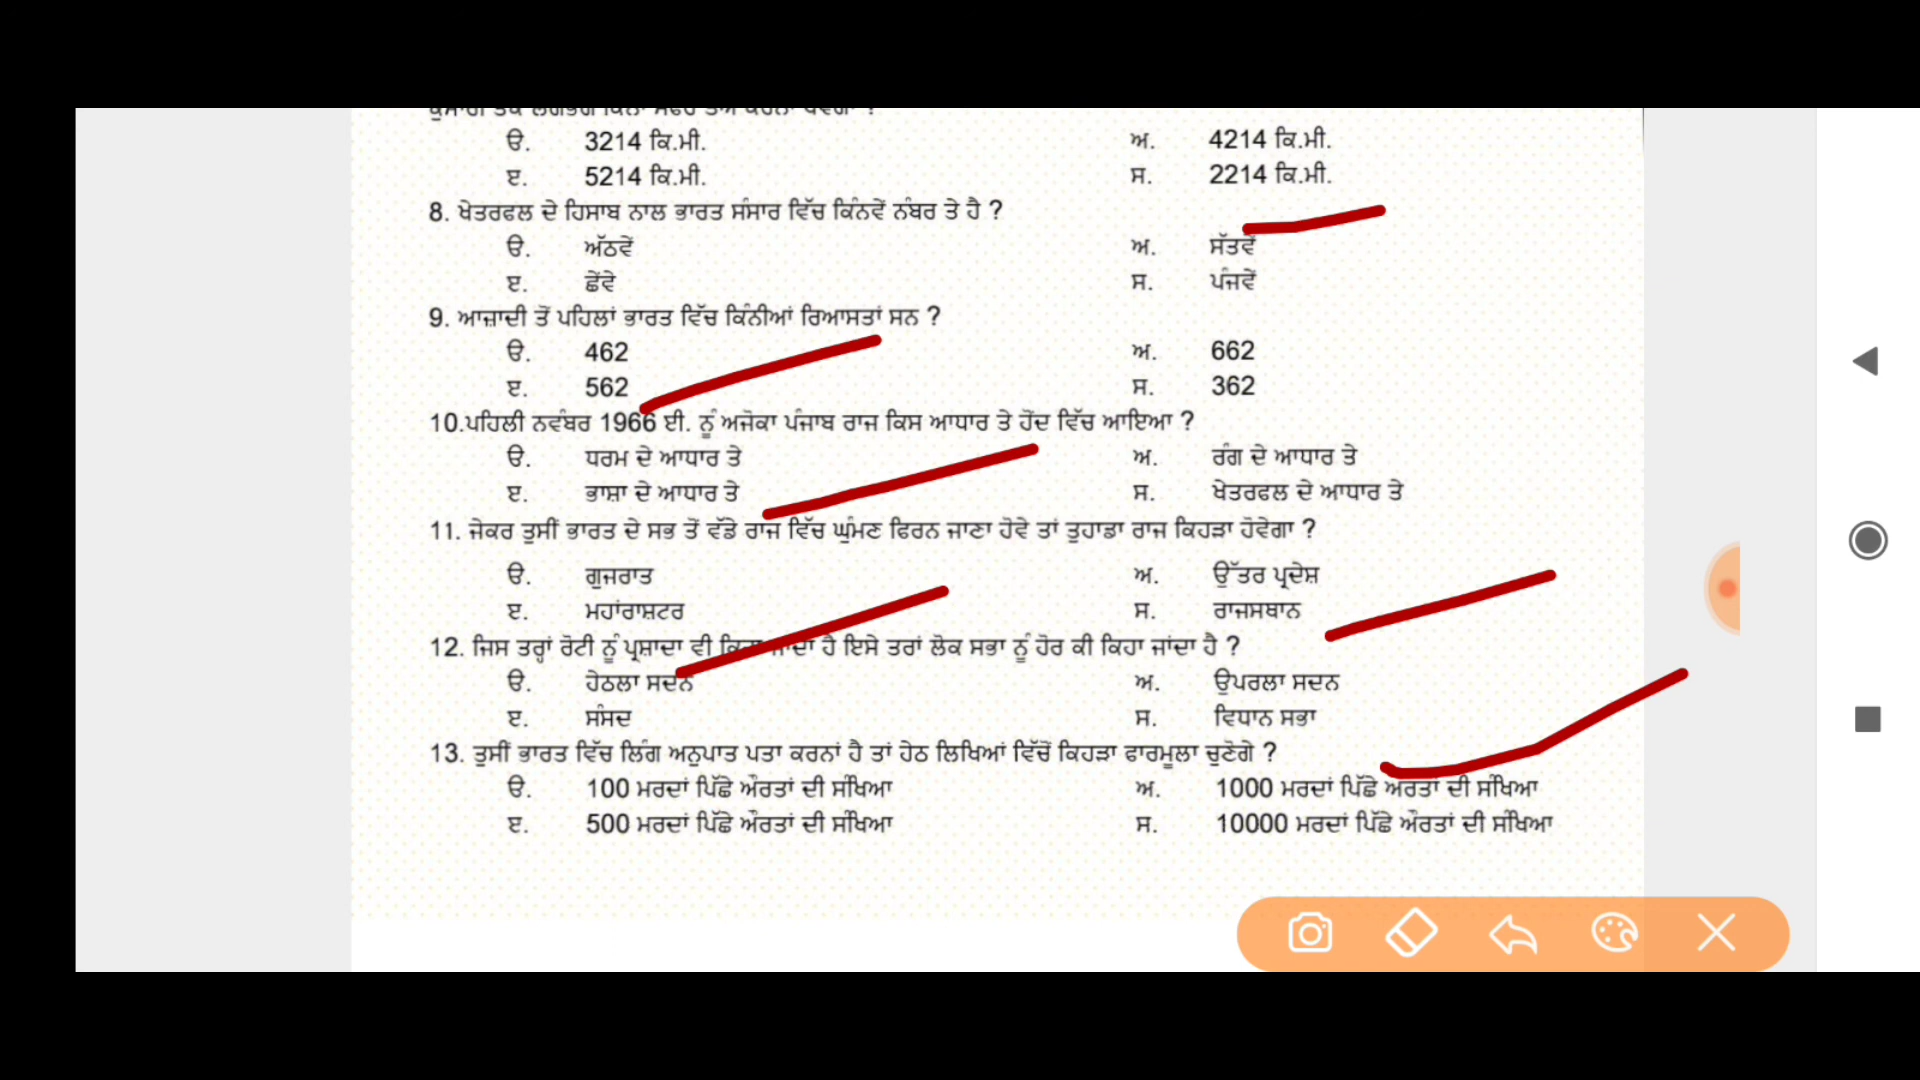 ੳ. 3214 ਕਿ.ਮੀ. ਅ. 4214 ਕਿ.ਮੀ.
ੲ. 5214 ਕਿ.ਮੀ. ਸ. 2214 ਕਿ.ਮੀ.
8. ਖੇਤਰਫਲ ਦੇ ਹਿਸਾਬ ਨਾਲ ਭਾਰਤ ਸੰਸਾਰ ਵਿੱਚ ਕਿੰਨਵੇਂ ਨੰਬਰ ਤੇ ਹੈ ?
ੳ. ਅੱਠਵੇਂ ਅ. ਸੱਤਵੇਂ
ੲ. ਛੇਂਵੇ ਸ. ਪੰਜਵੇਂ
9. ਆਜ਼ਾਦੀ ਤੋਂ ਪਹਿਲਾਂ ਭਾਰਤ ਵਿੱਚ ਕਿੰਨੀਆਂ ਰਿਆਸਤਾਂ ਸਨ ?
ੳ. 462 ਅ. 662
ੲ. 562 ਸ. 362
10.ਪਹਿਲੀ ਨਵੰਬਰ 1966 ਈ. ਨੂੰ ਅਜੋਕਾ ਪੰਜਾਬ ਰਾਜ ਕਿਸ ਆਧਾਰ ਤੇ ਹੋਂਦ ਵਿੱਚ ਆਇਆ ?
ੳ. ਧਰਮ ਦੇ ਆਧਾਰ ਤੇ ਅ. ਰੰਗ ਦੇ ਆਧਾਰ ਤੇ
ੲ. ਭਾਸ਼ਾ ਦੇ ਆਧਾਰ ਤੇ ਸ. ਖੇਤਰਫਲ ਦੇ ਆਧਾਰ ਤੇ
11. ਜੇਕਰ ਤੁਸੀਂ ਭਾਰਤ ਦੇ ਸਭ ਤੋਂ ਵੱਡੇ ਰਾਜ ਵਿੱਚ ਘੁੰਮਣ ਫਿਰਨ ਜਾਣਾ ਹੋਵੇ ਤਾਂ ਤੁਹਾਡਾ ਰਾਜ ਕਿਹੜਾ ਹੋਵੇਗਾ ?
ੳ. ਗੁਜਰਾਤ ਅ. ਉੱਤਰ ਪ੍ਰਦੇਸ਼
ੲ. ਮਹਾਂਰਾਸ਼ਟਰ ਸ. ਰਾਜਸਥਾਨ
12. ਜਿਸ ਤਰ੍ਹਾਂ ਰੋਟੀ ਨੂੰ ਪ੍ਰਸ਼ਾਦਾ ਵੀ ਕਿਹਾ ਜਾਂਦਾ ਹੈ ਇਸੇ ਤਰਾਂ ਲੋਕ ਸਭਾ ਨੂੰ ਹੋਰ ਕੀ ਕਿਹਾ ਜਾਂਦਾ ਹੈ ?
ੳ. ਹੇਠਲਾ ਸਦਨ ਅ. ਉਪਰਲਾ ਸਦਨ
ੲ. ਸੰਸਦ ਸ. ਵਿਧਾਨ ਸਭਾ
13. ਤੁਸੀਂ ਭਾਰਤ ਵਿੱਚ ਲਿੰਗ ਅਨੁਪਾਤ ਪਤਾ ਕਰਨਾਂ ਹੈ ਤਾਂ ਹੇਠ ਲਿਖਿਆਂ ਵਿੱਚੋਂ ਕਿਹੜਾ ਫਾਰਮੂਲਾ ਚੁਣੋਗੇ ?
ੳ. 100 ਮਰਦਾਂ ਪਿੱਛੇ ਔਰਤਾਂ ਦੀ ਸੰਖਿਆ ਅ. 1000 ਮਰਦਾਂ ਪਿੱਛੇ ਔਰਤਾਂ ਦੀ ਸੰਖਿਆ
ੲ. 500 ਮਰਦਾਂ ਪਿੱਛੇ ਔਰਤਾਂ ਦੀ ਸੰਖਿਆ ਸ. 10000 ਮਰਦਾਂ ਪਿੱਛੇ ਔਰਤਾਂ ਦੀ ਸੰਖਿਆ